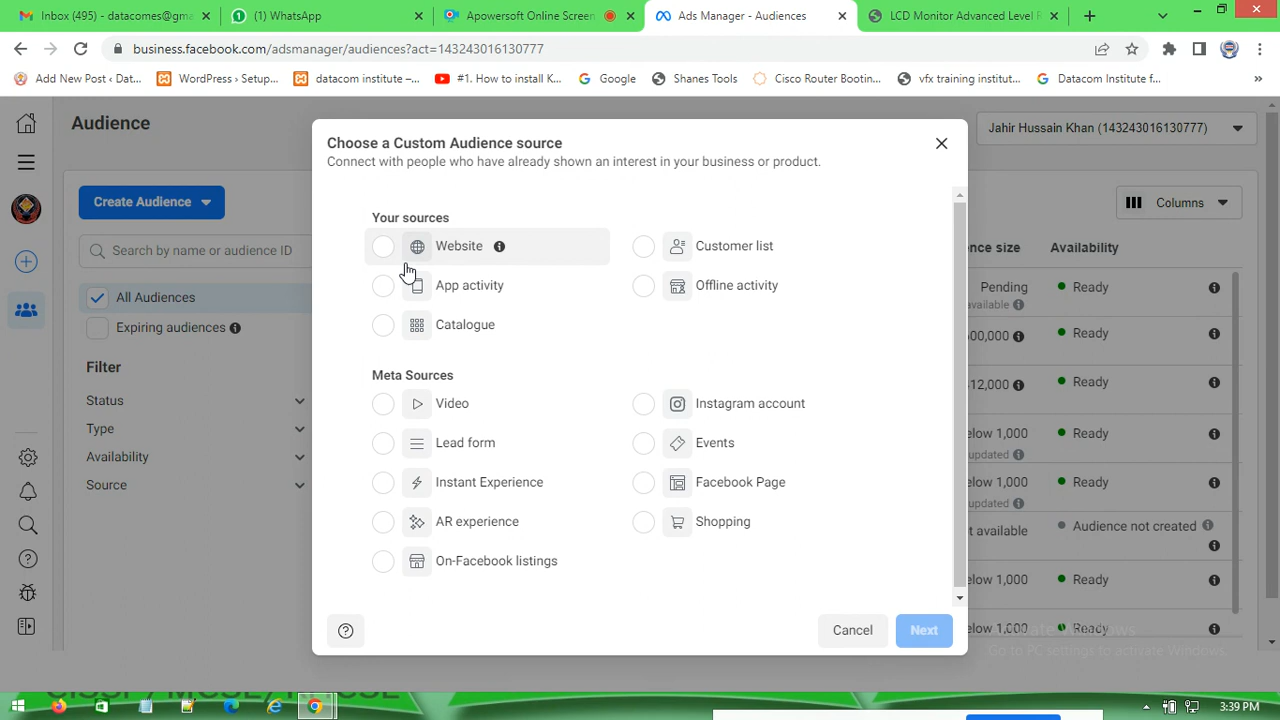 Inbox (495) - datacomes@gma
(1) WhatsApp
Apowersoft Online Screen
Ads Manager - Audiences
LCD Monitor Advanced Level R
business.facebook.com/adsmanager/audiences?act=143243016130777
Add New Post ‹ Dat...
WordPress › Setup...
datacom institute –...
#1. How to install K...
Google
Shanes Tools
Cisco Router Bootin...
vfx training institut...
Datacom Institute f...
Audience
Jahir Hussain Khan (143243016130777)
Create Audience
Columns
Search by name or audience ID
All Audiences
Expiring audiences
Filter
Status
Type
Availability
Source
Choose a Custom Audience source
Connect with people who have already shown an interest in your business or product.
Your sources
Website
Customer list
App activity
Offline activity
Catalogue
Meta Sources
Video
Instagram account
Lead form
Events
Instant Experience
Facebook Page
AR experience
Shopping
On-Facebook listings
Cancel
Next
ence size
Availability
Pending
available
Ready
00,000
Ready
12,000
Ready
elow 1,000
updated
Ready
elow 1,000
updated
Ready
ot available
Audience not created
elow 1,000
Ready
elow 1,000
Ready
Activate Windows
Go to PC settings to activate Windows.
3:39 PM